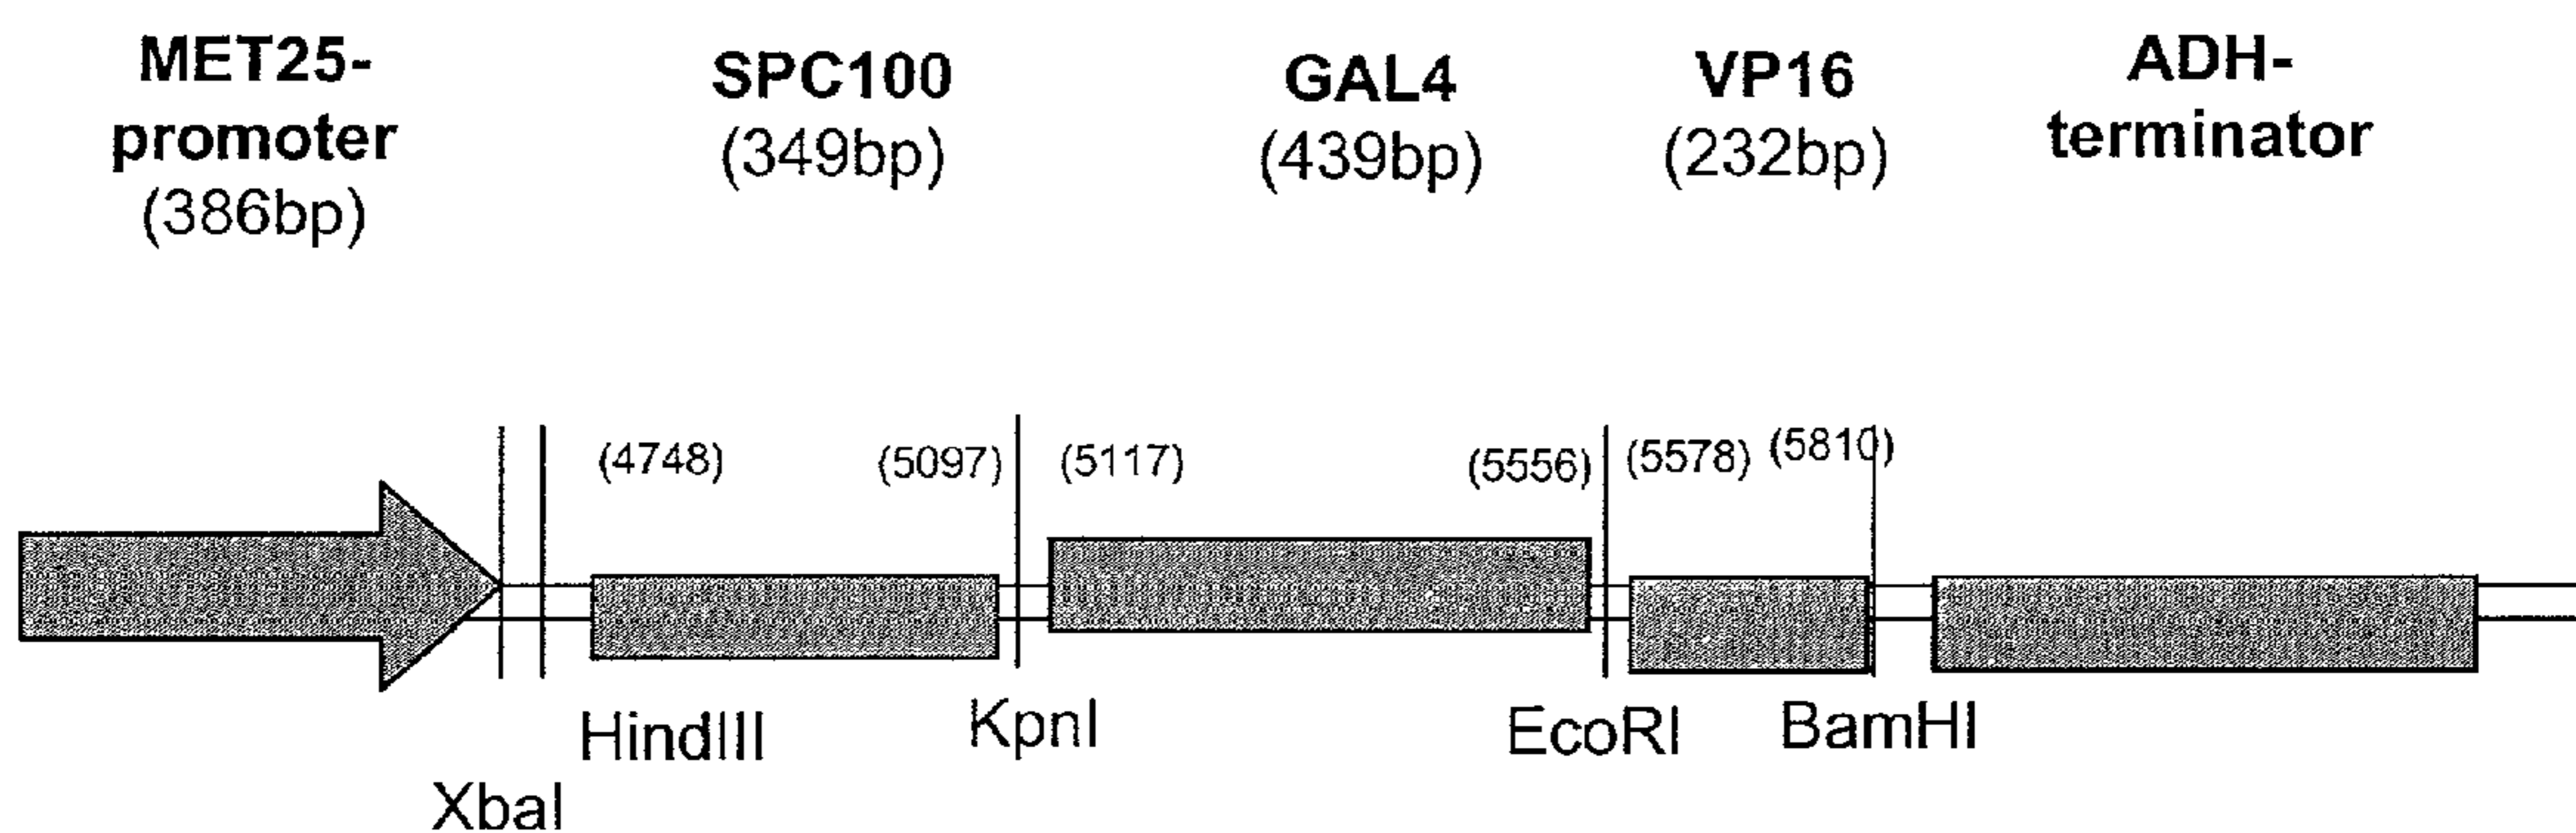 MET25-
promoter
(386bp)
SPC100
(349bp)
GAL4
(439bp)
VP16
(232bp)
ADH-
terminator
(4748)
(5097)
(5117)
(5556)
(5578)
(5810)
HindIII
KpnI
EcoRI
BamHI
XbaI